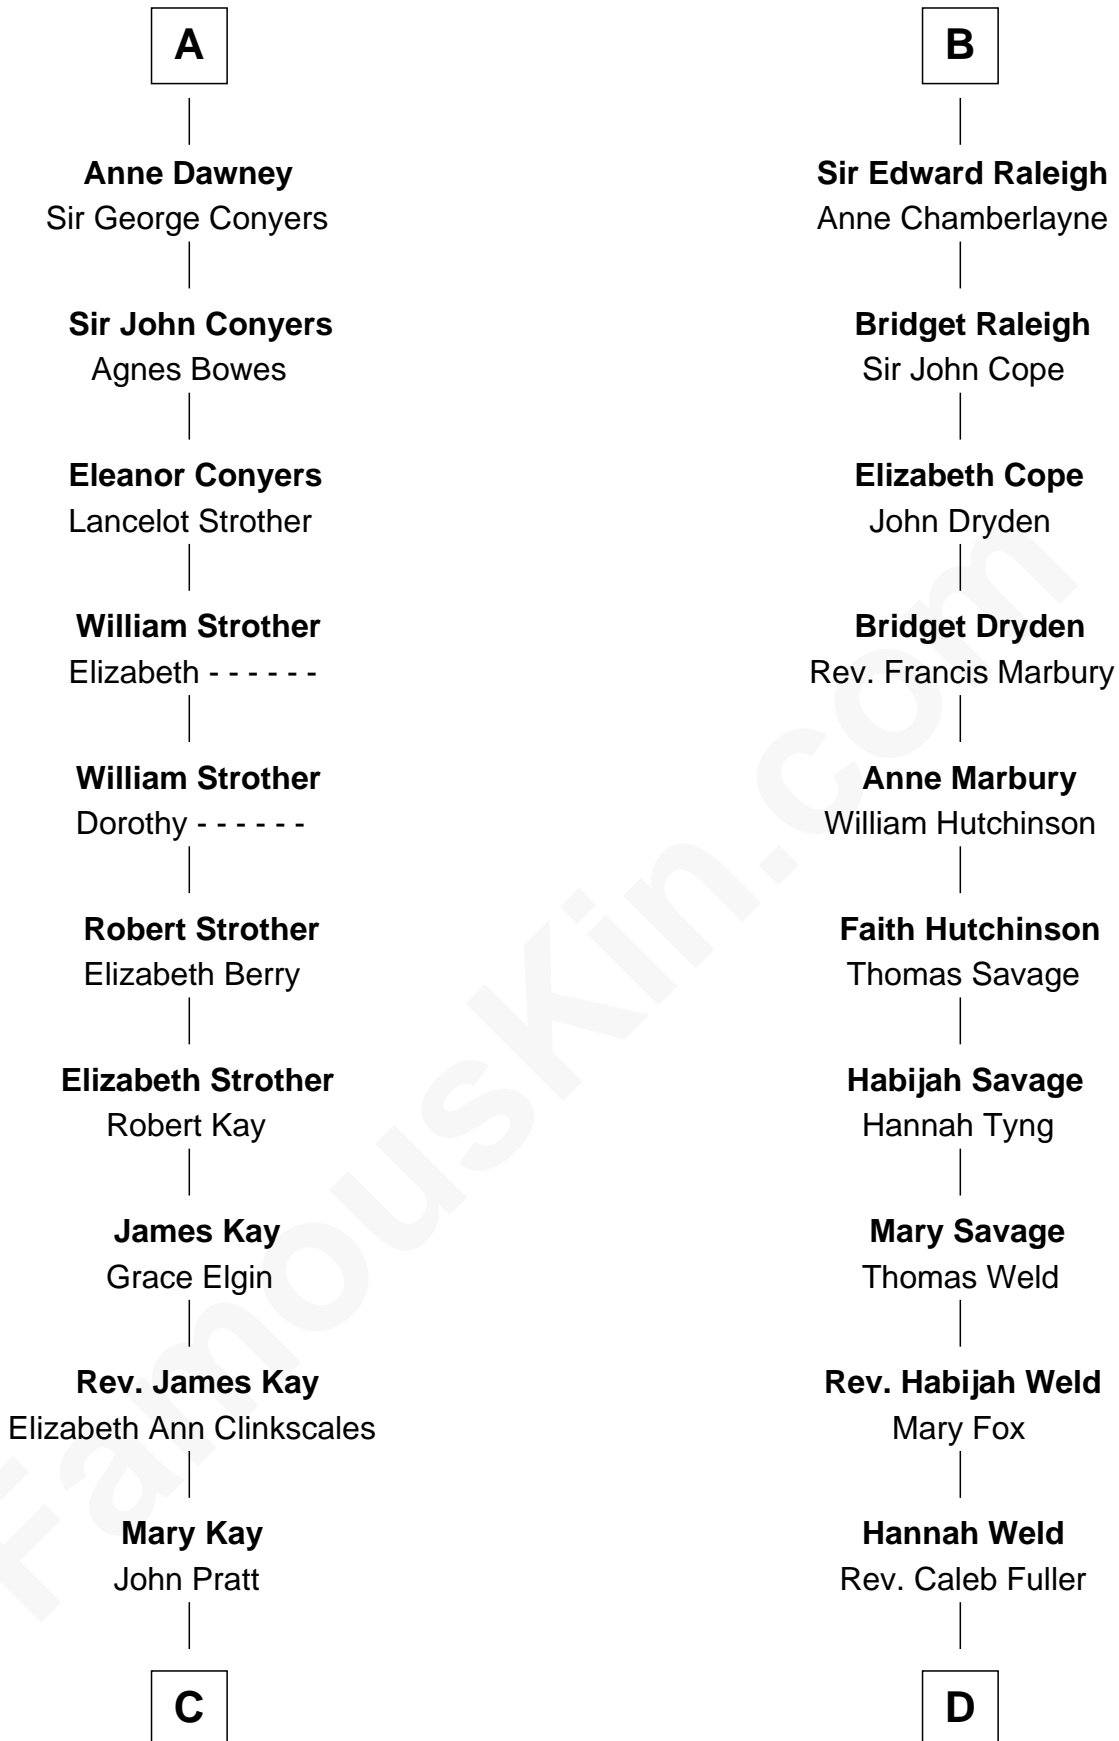 A
Anne Dawney
Sir George Conyers
Sir John Conyers
Agnes Bowes
Eleanor Conyers
Lancelot Strother
William Strother
Elizabeth - - - - - -
William Strother
Dorothy - - - - - -
Robert Strother
Elizabeth Berry
Elizabeth Strother
Robert Kay
James Kay
Grace Elgin
Rev. James Kay
Elizabeth Ann Clinkscales
Mary Kay
John Pratt
C
B
Sir Edward Raleigh
Anne Chamberlayne
Bridget Raleigh
Sir John Cope
Elizabeth Cope
John Dryden
Bridget Dryden
Rev. Francis Marbury
Anne Marbury
William Hutchinson
Faith Hutchinson
Thomas Savage
Habijah Savage
Hannah Tyng
Mary Savage
Thomas Weld
Rev. Habijah Weld
Mary Fox
Hannah Weld
Rev. Caleb Fuller
D
FamousKin.com